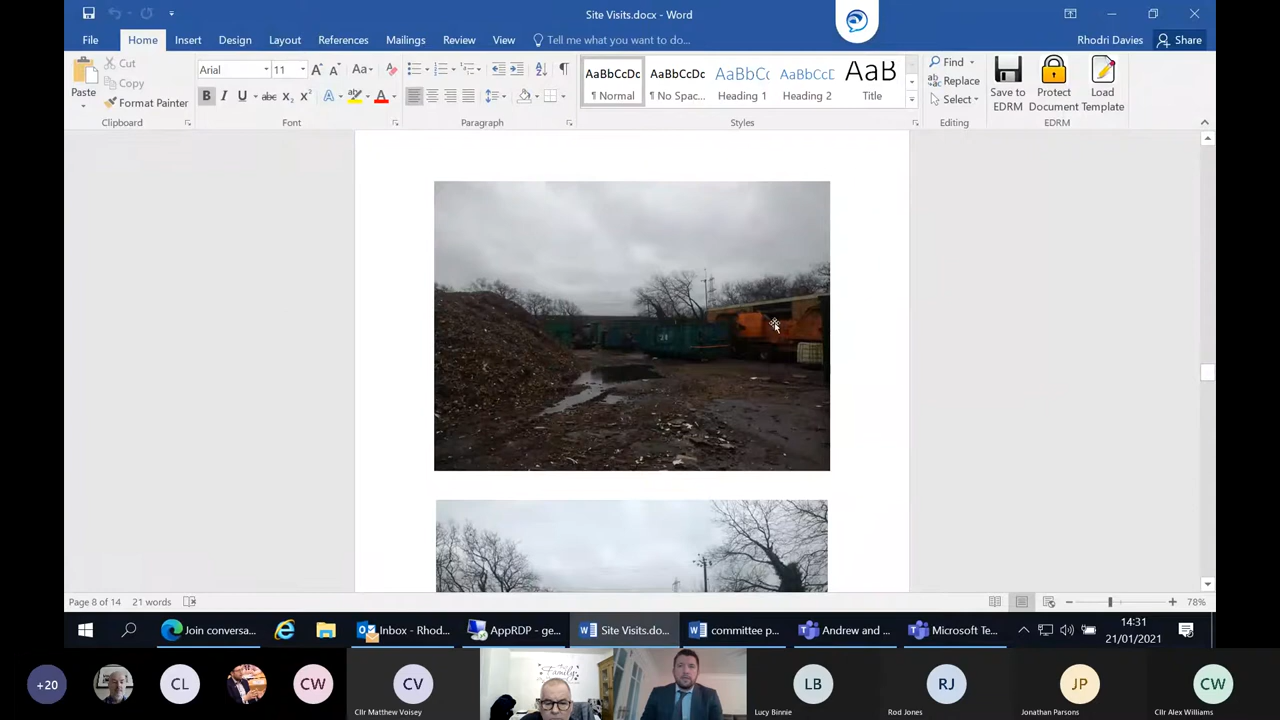 Site Visits.docx - Word
File Home Insert Design Layout References Mailings Review View Tell me what you want to do... Rhodri Davies Share
Paste
Cut
Copy
Format Painter
Clipboard
Arial 11
Font
Paragraph
AaBbCcDc AaBbCcDc AaBbCc AaBbCcD AaB
¶ Normal ¶ No Spac... Heading 1 Heading 2 Title
Styles
Find
Replace
Select
Editing
Save to EDRM
Protect Document
Load Template
EDRM
Page 8 of 14 21 words 78%
Join conversa... Inbox - Rhod... AppRDP - ge... Site Visits.do... committee p... Andrew and ... Microsoft Te...
14:31
21/01/2021
+20 CL CW CV LB RJ JP CW
Cllr Matthew Voisey Lucy Binnie Rod Jones Jonathan Parsons Cllr Alex Williams
Family